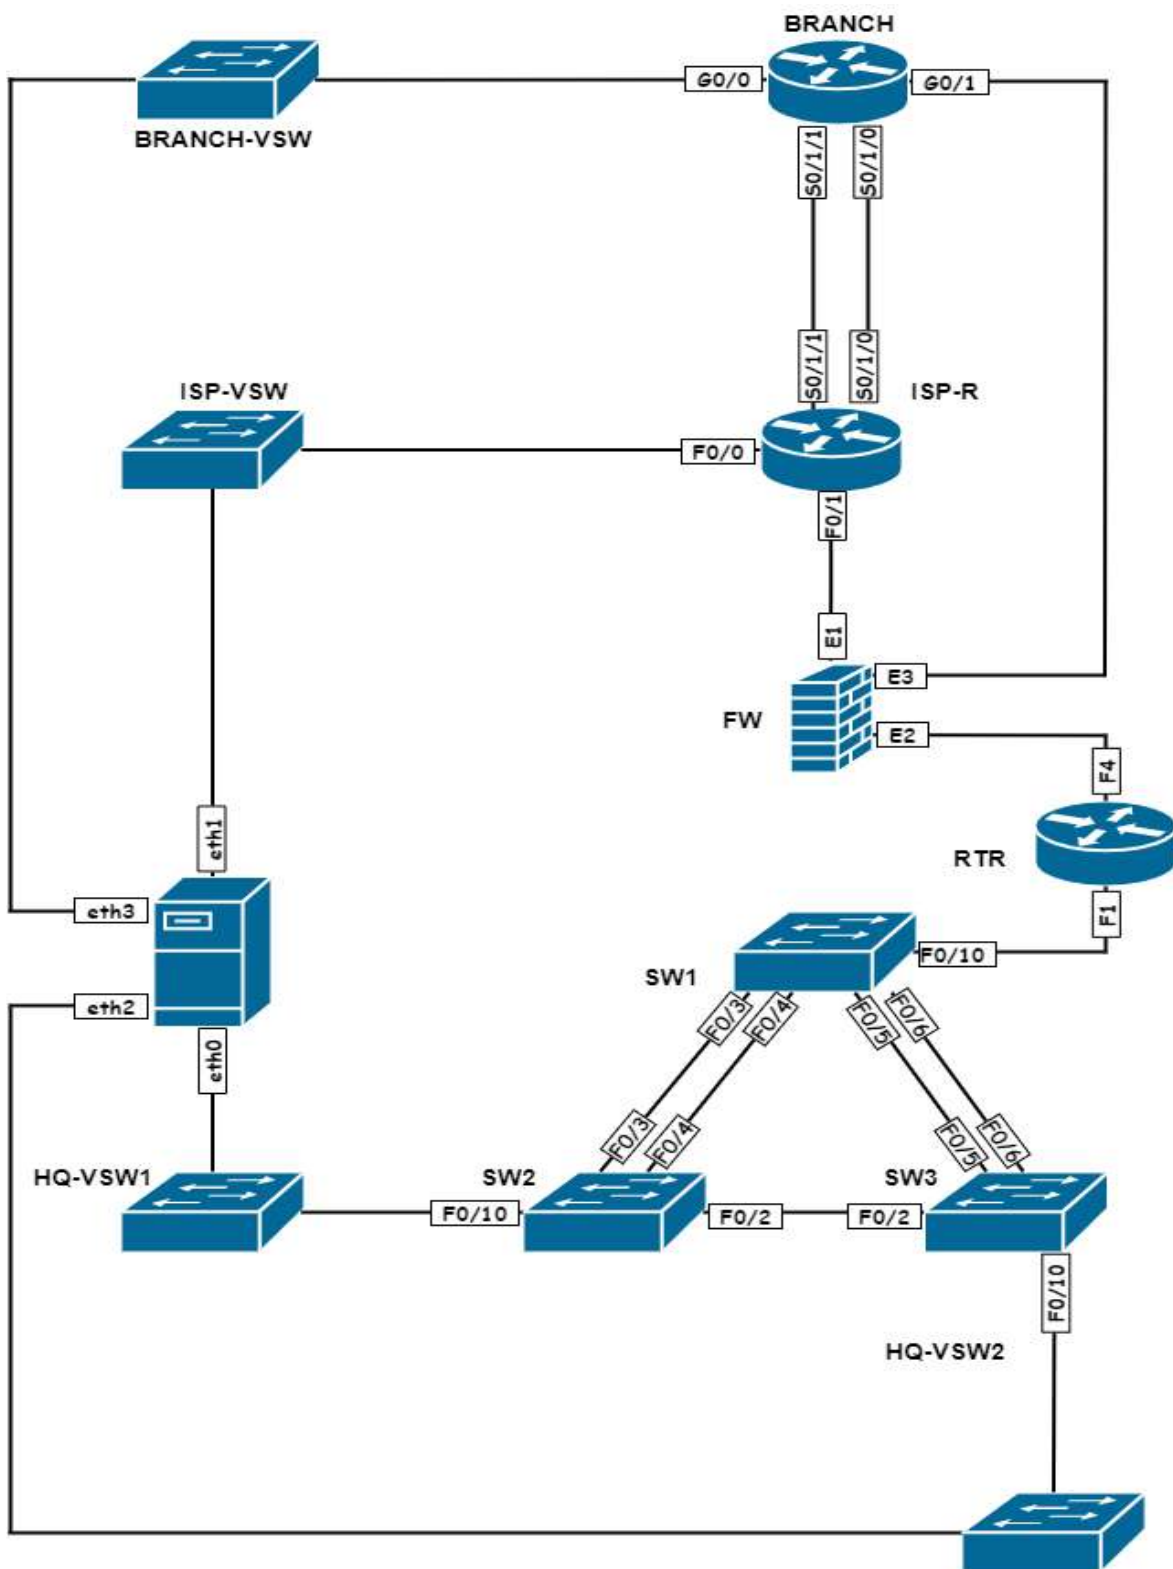 BRANCH
G0/0
G0/1
BRANCH-VSW
S0/1/1
S0/1/0
S0/1/1
S0/1/0
ISP-VSW
ISP-R
F0/0
F0/1
E1
E3
FW
E2
F4
eth1
RTR
eth3
F1
F0/10
SW1
eth2
F0/3
F0/4
F0/5
F0/6
eth0
F0/3
F0/4
F0/5
F0/6
HQ-VSW1
SW2
SW3
F0/10
F0/2
F0/2
F0/10
HQ-VSW2